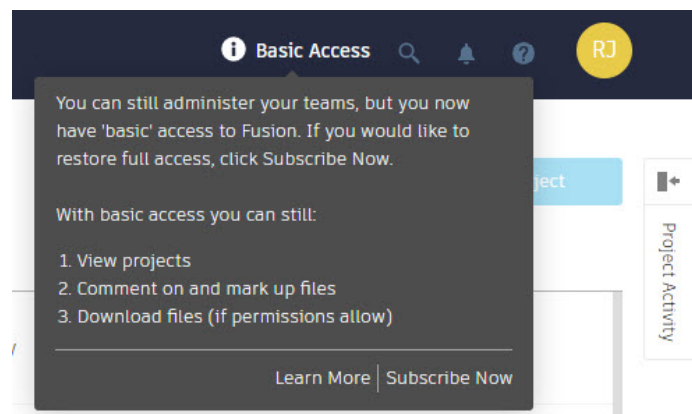 Basic Access
RJ
You can still administer your teams, but you now
have 'basic' access to Fusion. If you would like to
restore full access, click Subscribe Now.
With basic access you can still:
1. View projects
2. Comment on and mark up files
3. Download files (if permissions allow)
Learn More | Subscribe Now
ject
Project Activity